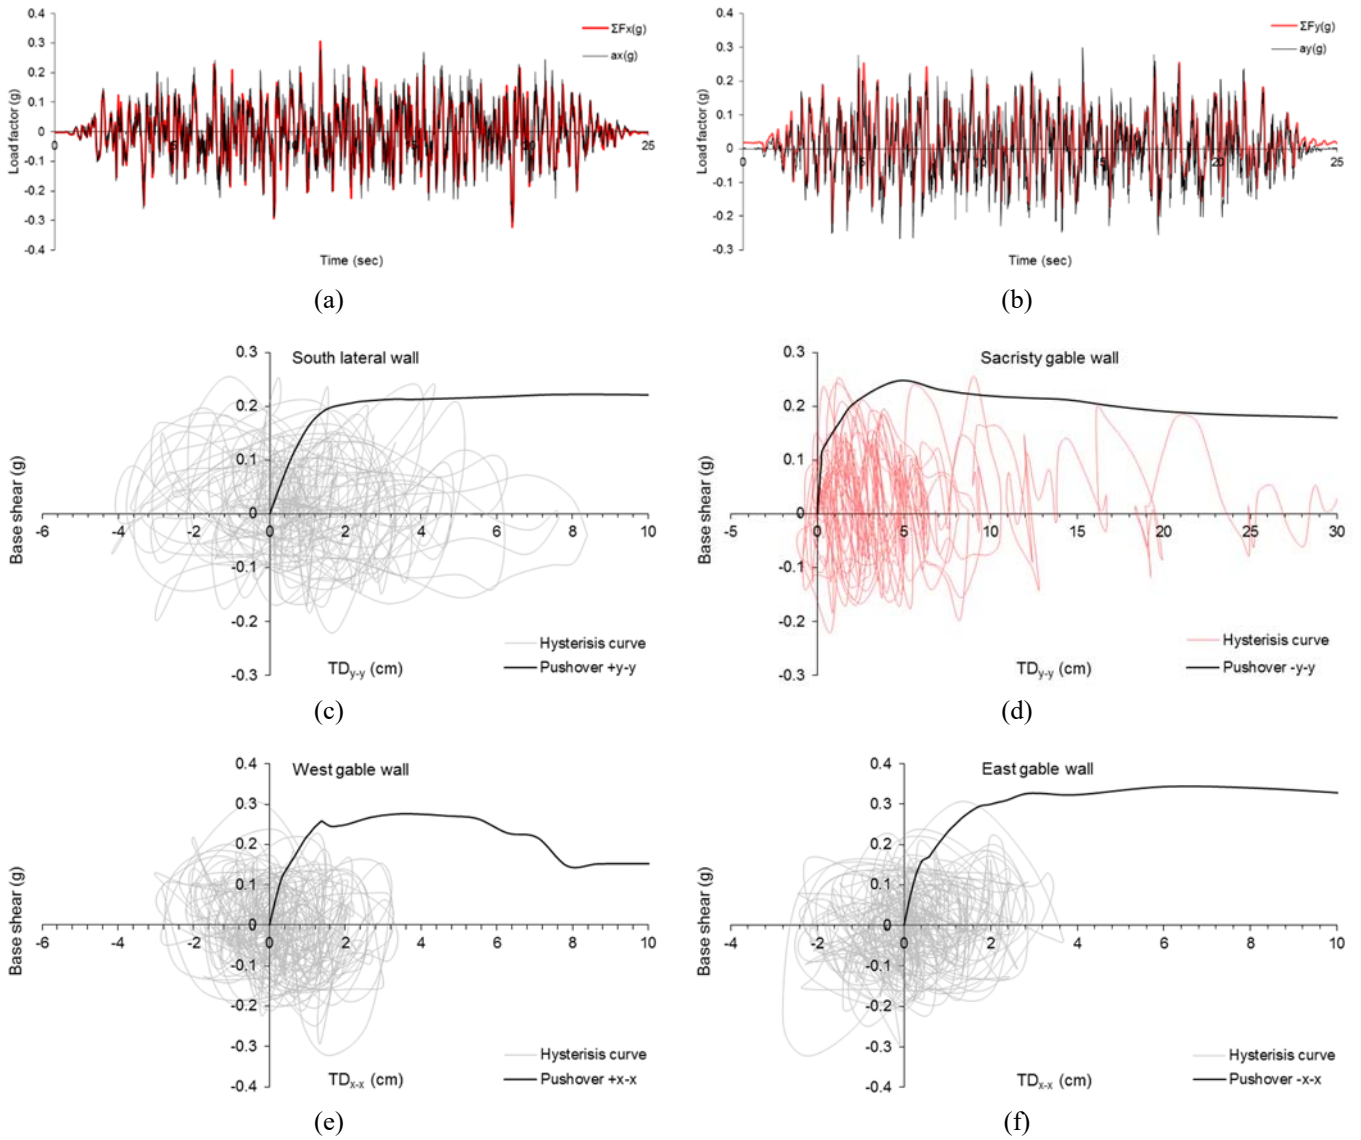 0.4
0.3
0.2
0.1
0
-0.1
-0.2
-0.3
-0.4
Load factor (g)
0
20
25
Time (sec)
ΣFx(g)
ax(g)
(a)
0.4
0.3
0.2
0.1
0
-0.1
-0.2
-0.3
Load factor (g)
0
5
10
15
20
25
Time (sec)
ΣFy(g)
ay(g)
(b)
South lateral wall
0.3
0.2
0.1
0
-0.1
-0.2
-0.3
Base shear (g)
-6 -4 -2 0 2 4 6 8 10
TDy-y (cm)
Hysterisis curve
Pushover +y-y
(c)
Sacristy gable wall
0.3
0.2
0.1
0
-0.1
-0.2
-0.3
Base shear (g)
-5 0 5 10 15 20 25 30
TDy-y (cm)
Hysterisis curve
Pushover -y-y
(d)
West gable wall
0.4
0.3
0.2
0.1
0
-0.1
-0.2
-0.3
-0.4
Base shear (g)
-6 -4 -2 0 2 4 6 8 10
TDx-x (cm)
Hysterisis curve
Pushover +x-x
(e)
East gable wall
0.4
0.3
0.2
0.1
0
-0.1
-0.2
-0.3
-0.4
Base shear (g)
-4 -2 0 2 4 6 8 10
TDx-x (cm)
Hysterisis curve
Pushover -x-x
(f)